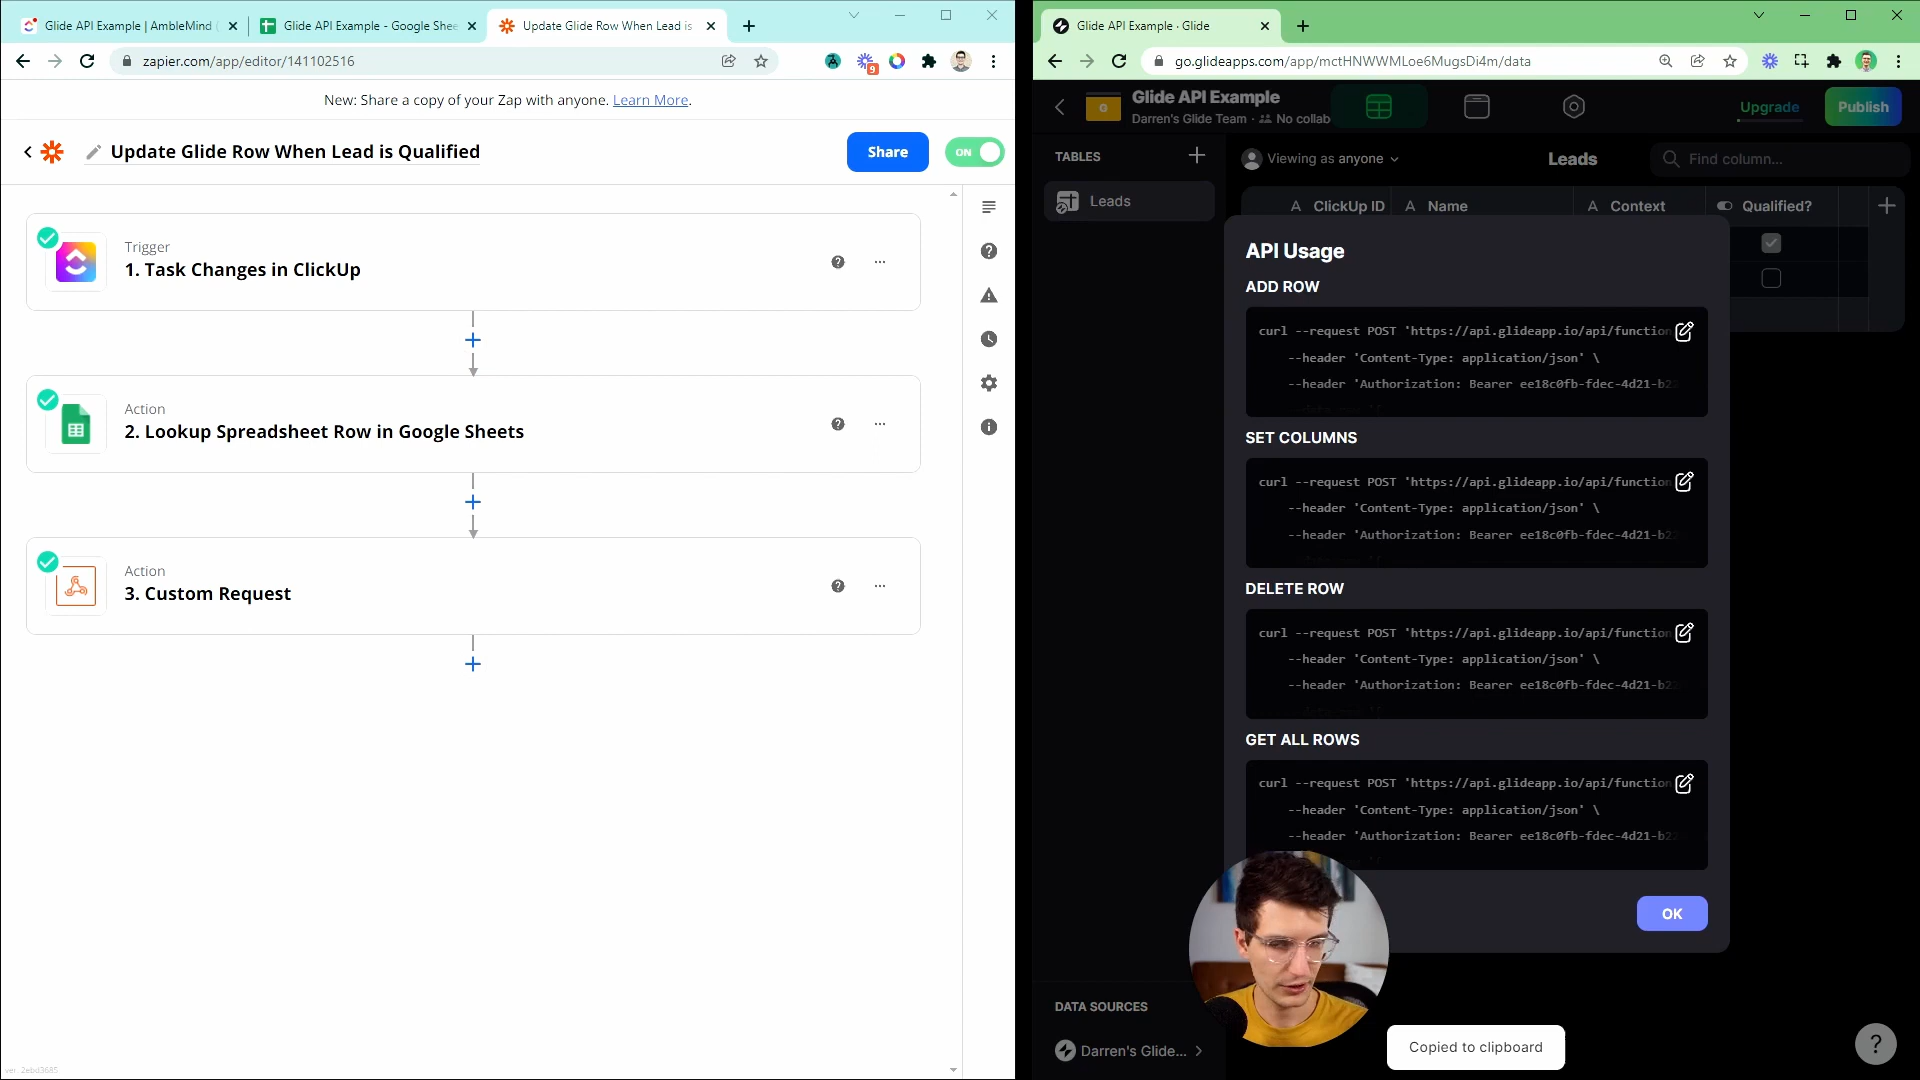 Glide API Example | AmbleMind
Glide API Example - Google Shee
Update Glide Row When Lead is
zapier.com/app/editor/141102516
9
New: Share a copy of your Zap with anyone. Learn More.
Update Glide Row When Lead is Qualified
Share
ON
Trigger
1. Task Changes in ClickUp
Action
2. Lookup Spreadsheet Row in Google Sheets
Action
3. Custom Request
ver. 2ebd3685
Glide API Example · Glide
go.glideapps.com/app/mctHNWWMLoe6MugsDi4m/data
G
Glide API Example
Darren's Glide Team · No collab
Upgrade
Publish
TABLES
Viewing as anyone
Leads
Find column...
Leads
A ClickUp ID
A Name
A Context
Qualified?
API Usage
ADD ROW
curl --request POST 'https://api.glideapp.io/api/function
--header 'Content-Type: application/json' \
--header 'Authorization: Bearer ee18c0fb-fdec-4d21-b22
SET COLUMNS
curl --request POST 'https://api.glideapp.io/api/function
--header 'Content-Type: application/json' \
--header 'Authorization: Bearer ee18c0fb-fdec-4d21-b22
DELETE ROW
curl --request POST 'https://api.glideapp.io/api/function
--header 'Content-Type: application/json' \
--header 'Authorization: Bearer ee18c0fb-fdec-4d21-b22
GET ALL ROWS
curl --request POST 'https://api.glideapp.io/api/function
--header 'Content-Type: application/json' \
--header 'Authorization: Bearer ee18c0fb-fdec-4d21-b22
OK
DATA SOURCES
Darren's Glide...
Copied to clipboard
?